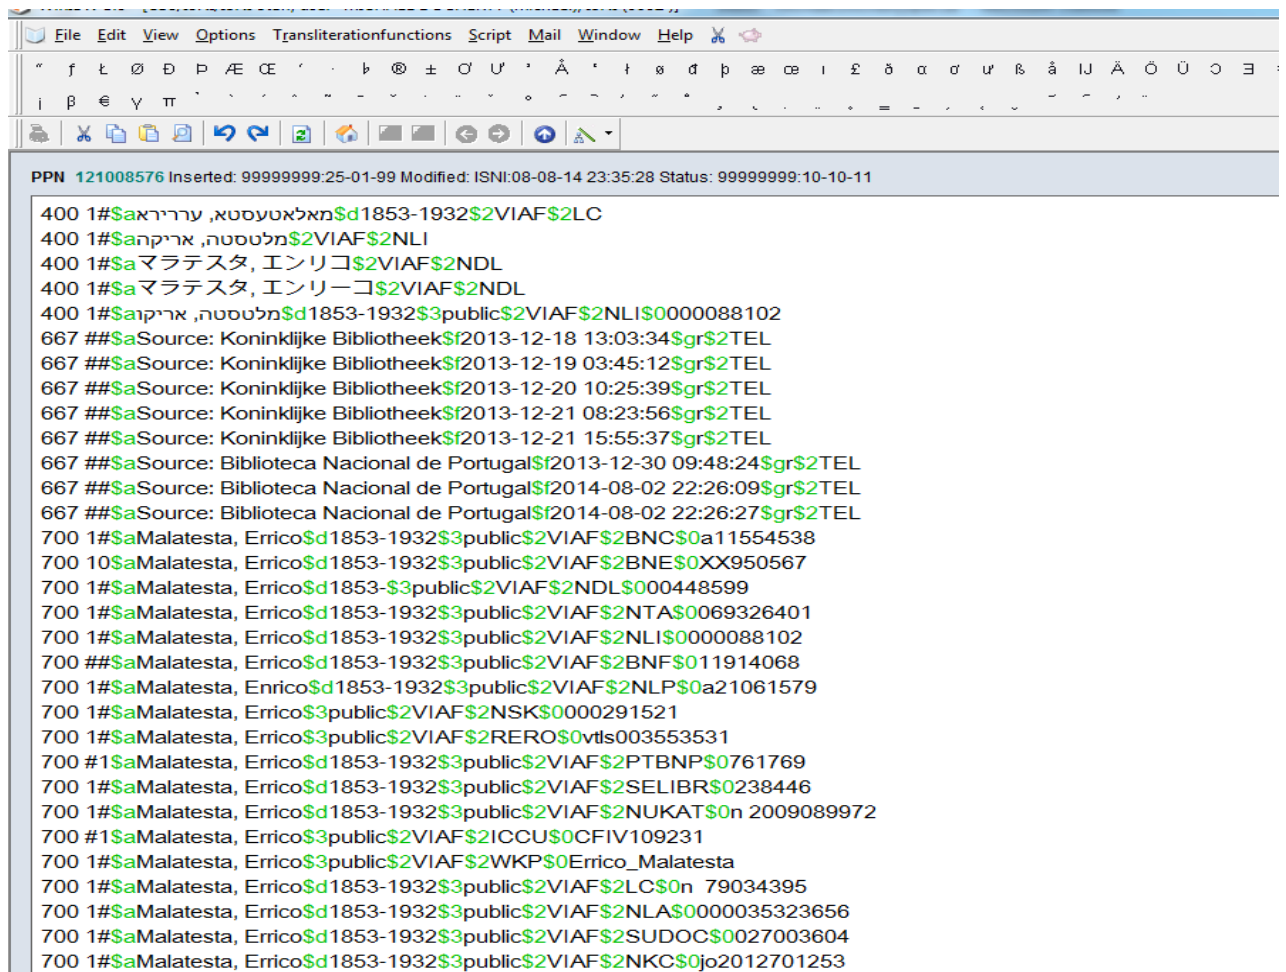 File Edit View Options Transliterationfunctions Script Mail Window Help
PPN 121008576 Inserted: 99999999:25-01-99 Modified: ISNI:08-08-14 23:35:28 Status: 99999999:10-10-11
400 1#$aמאלאטעסטא, ערריראַ$d1853-1932$2VIAF$2LC
400 1#$aמלטסטה, אריקה$2VIAF$2NLI
400 1#$aマラテスタ, エンリコ$2VIAF$2NDL
400 1#$aマラテスタ, エンリーコ$2VIAF$2NDL
400 1#$aמלטסטה, אריקו$d1853-1932$3public$2VIAF$2NLI$0000088102
667 ##$aSource: Koninklijke Bibliotheek$f2013-12-18 13:03:34$gr$2TEL
667 ##$aSource: Koninklijke Bibliotheek$f2013-12-19 03:45:12$gr$2TEL
667 ##$aSource: Koninklijke Bibliotheek$f2013-12-20 10:25:39$gr$2TEL
667 ##$aSource: Koninklijke Bibliotheek$f2013-12-21 08:23:56$gr$2TEL
667 ##$aSource: Koninklijke Bibliotheek$f2013-12-21 15:55:37$gr$2TEL
667 ##$aSource: Biblioteca Nacional de Portugal$f2013-12-30 09:48:24$gr$2TEL
667 ##$aSource: Biblioteca Nacional de Portugal$f2014-08-02 22:26:09$gr$2TEL
667 ##$aSource: Biblioteca Nacional de Portugal$f2014-08-02 22:26:27$gr$2TEL
700 1#$aMalatesta, Errico$d1853-1932$3public$2VIAF$2BNC$0a11554538
700 10$aMalatesta, Errico$d1853-1932$3public$2VIAF$2BNE$0XX950567
700 1#$aMalatesta, Errico$d1853-$3public$2VIAF$2NDL$000448599
700 1#$aMalatesta, Errico$d1853-1932$3public$2VIAF$2NTA$0069326401
700 1#$aMalatesta, Errico$d1853-1932$3public$2VIAF$2NLI$0000088102
700 ##$aMalatesta, Errico$d1853-1932$3public$2VIAF$2BNF$011914068
700 1#$aMalatesta, Enrico$d1853-1932$3public$2VIAF$2NLP$0a21061579
700 1#$aMalatesta, Errico$3public$2VIAF$2NSK$0000291521
700 1#$aMalatesta, Errico$3public$2VIAF$2RERO$0vtls003553531
700 #1$aMalatesta, Errico$d1853-1932$3public$2VIAF$2PTBNP$0761769
700 1#$aMalatesta, Errico$d1853-1932$3public$2VIAF$2SELIBR$0238446
700 1#$aMalatesta, Errico$d1853-1932$3public$2VIAF$2NUKAT$0n 2009089972
700 #1$aMalatesta, Errico$3public$2VIAF$2ICCU$0CFIV109231
700 1#$aMalatesta, Errico$3public$2VIAF$2WKP$0Errico_Malatesta
700 1#$aMalatesta, Errico$d1853-1932$3public$2VIAF$2LC$0n  79034395
700 1#$aMalatesta, Errico$d1853-1932$3public$2VIAF$2NLA$0000035323656
700 1#$aMalatesta, Errico$d1853-1932$3public$2VIAF$2SUDOC$0027003604
700 1#$aMalatesta, Errico$d1853-1932$3public$2VIAF$2NKC$0jo2012701253